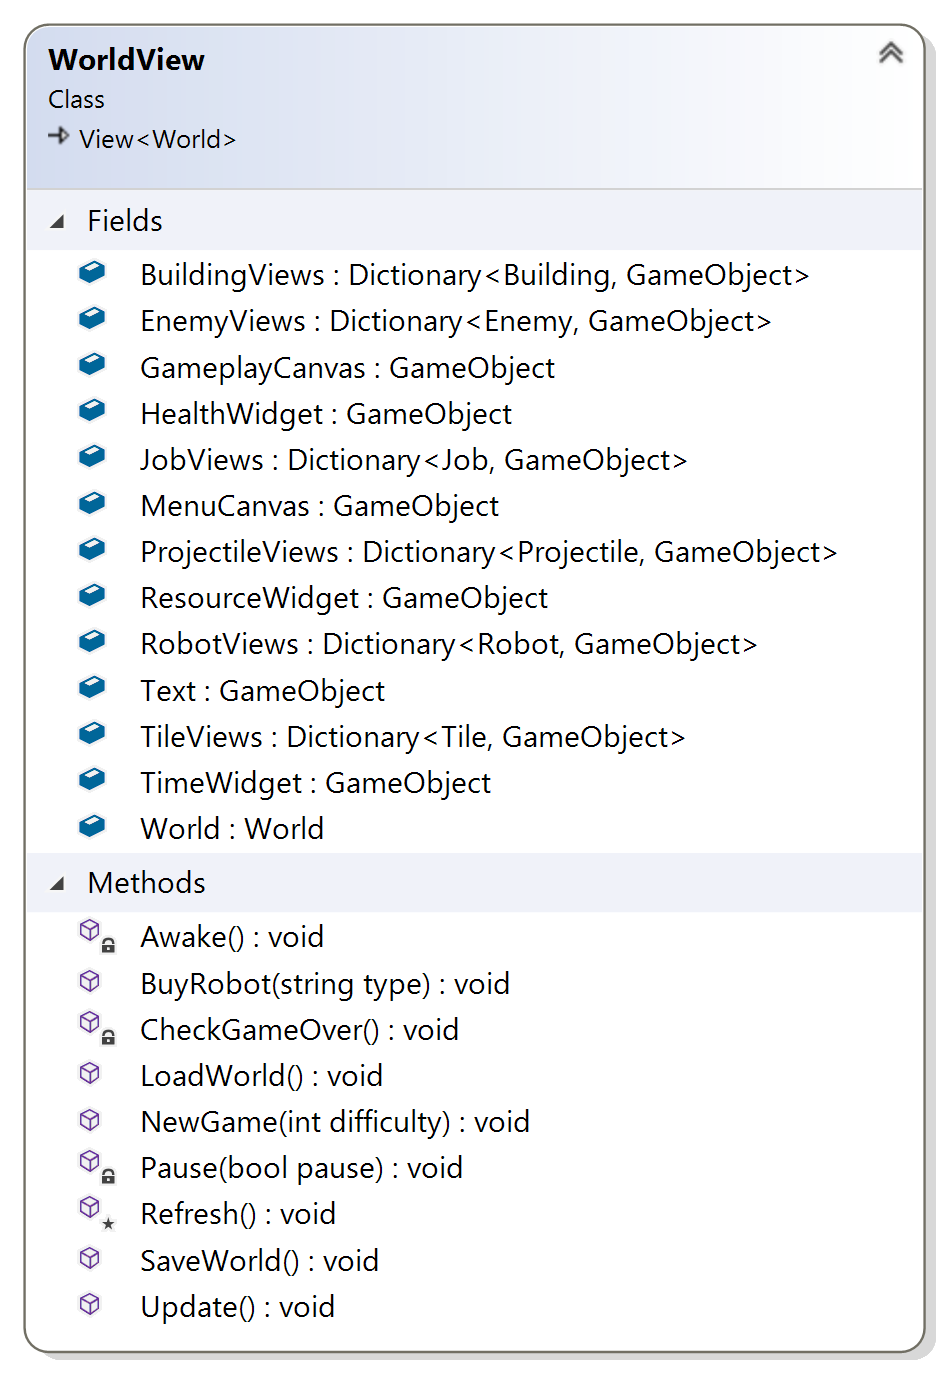 WorldView
Class
View<World>
Fields
BuildingViews : Dictionary<Building, GameObject>
EnemyViews : Dictionary<Enemy, GameObject>
GameplayCanvas : GameObject
HealthWidget : GameObject
JobViews : Dictionary<Job, GameObject>
MenuCanvas : GameObject
ProjectileViews : Dictionary<Projectile, GameObject>
ResourceWidget : GameObject
RobotViews : Dictionary<Robot, GameObject>
Text : GameObject
TileViews : Dictionary<Tile, GameObject>
TimeWidget : GameObject
World : World
Methods
Awake() : void
BuyRobot(string type) : void
CheckGameOver() : void
LoadWorld() : void
NewGame(int difficulty) : void
Pause(bool pause) : void
Refresh() : void
SaveWorld() : void
Update() : void